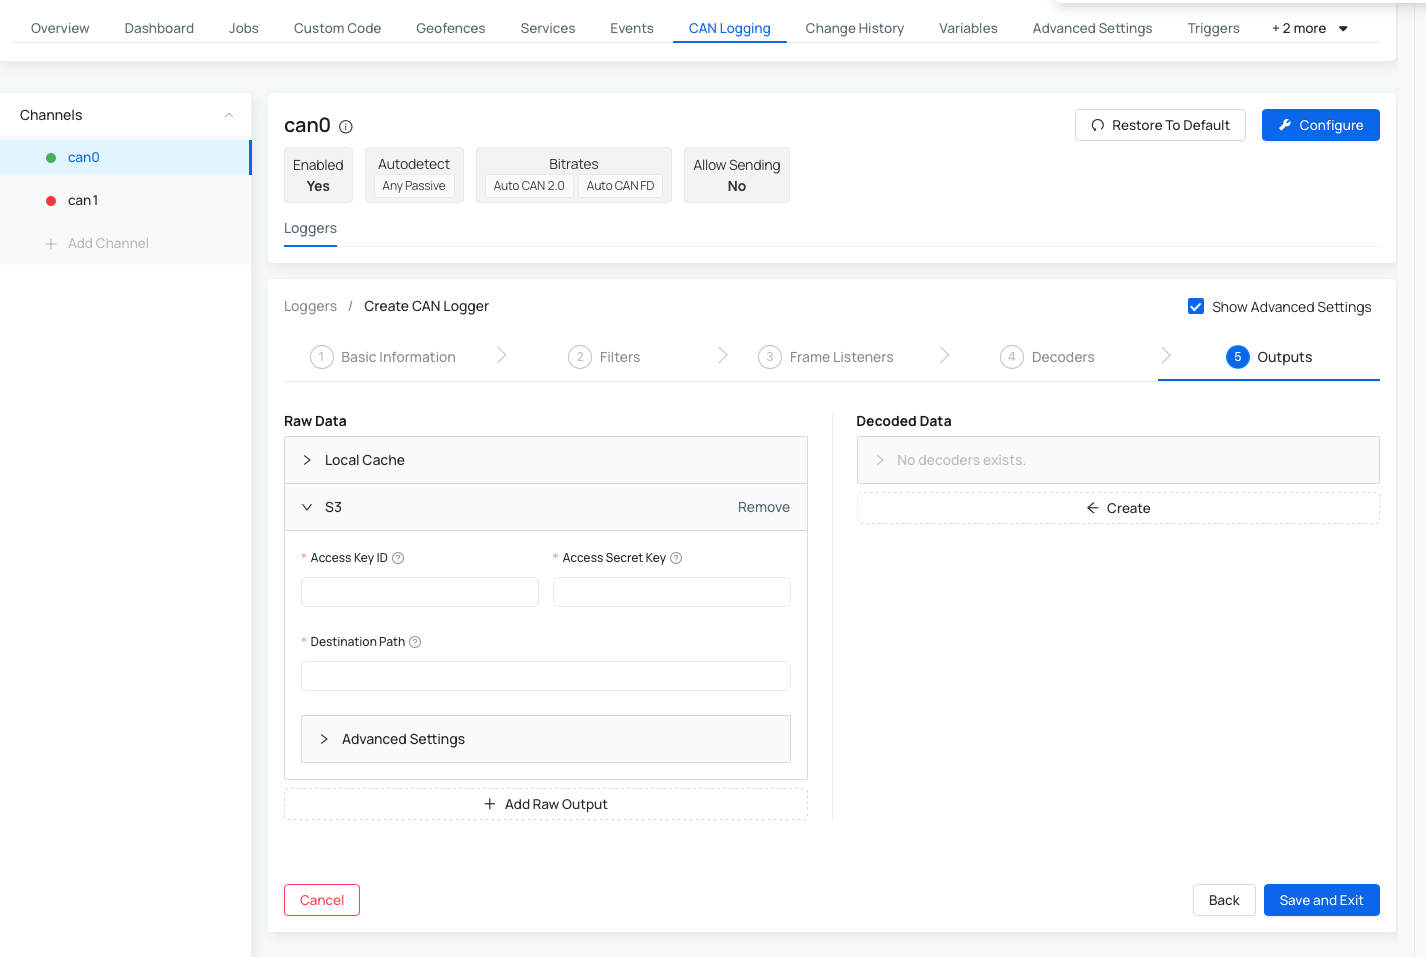 Overview Dashboard Jobs Custom Code Geofences Services Events CAN Logging Change History Variables Advanced Settings Triggers + 2 more
Channels
can0
can1
Add Channel
can0
Restore To Default
Configure
Enabled
Yes
Autodetect
Any Passive
Bitrates
Auto CAN 2.0 Auto CAN FD
Allow Sending
No
Loggers
Loggers / Create CAN Logger
Show Advanced Settings
1 Basic Information
2 Filters
3 Frame Listeners
4 Decoders
5 Outputs
Raw Data
Local Cache
S3 Remove
* Access Key ID
* Access Secret Key
* Destination Path
Advanced Settings
Add Raw Output
Decoded Data
No decoders exists.
Create
Cancel
Back
Save and Exit